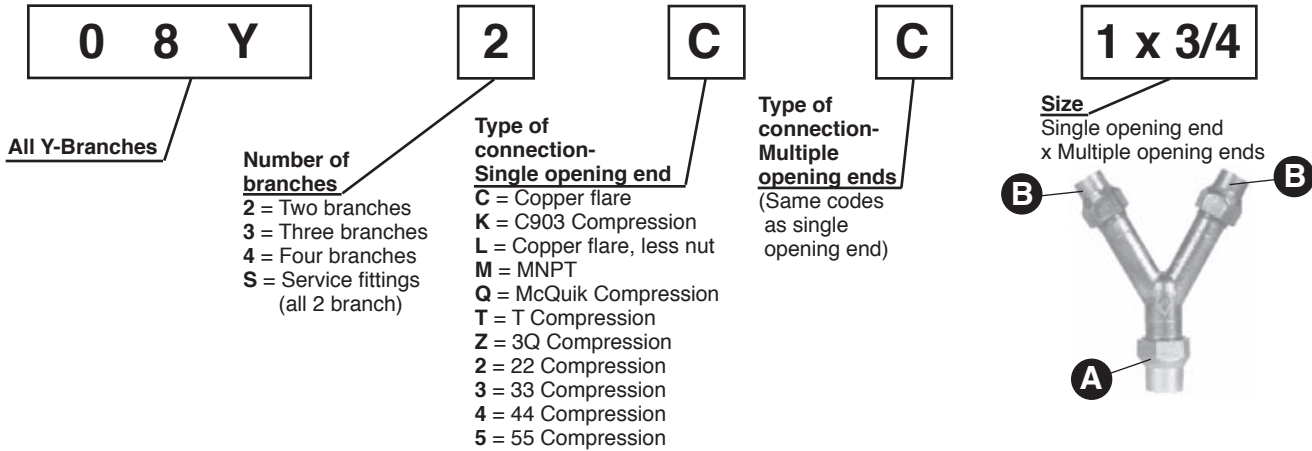 0 8 Y 2 C C 1 x 3/4
All Y-Branches
Number of
branches
2 = Two branches
3 = Three branches
4 = Four branches
S = Service fittings
(all 2 branch)
Type of
connection-
Single opening end
C = Copper flare
K = C903 Compression
L = Copper flare, less nut
M = MNPT
Q = McQuik Compression
T = T Compression
Z = 3Q Compression
2 = 22 Compression
3 = 33 Compression
4 = 44 Compression
5 = 55 Compression
Type of
connection-
Multiple
opening ends
(Same codes
as single
opening end)
Size
Single opening end
x Multiple opening ends
B
B
A